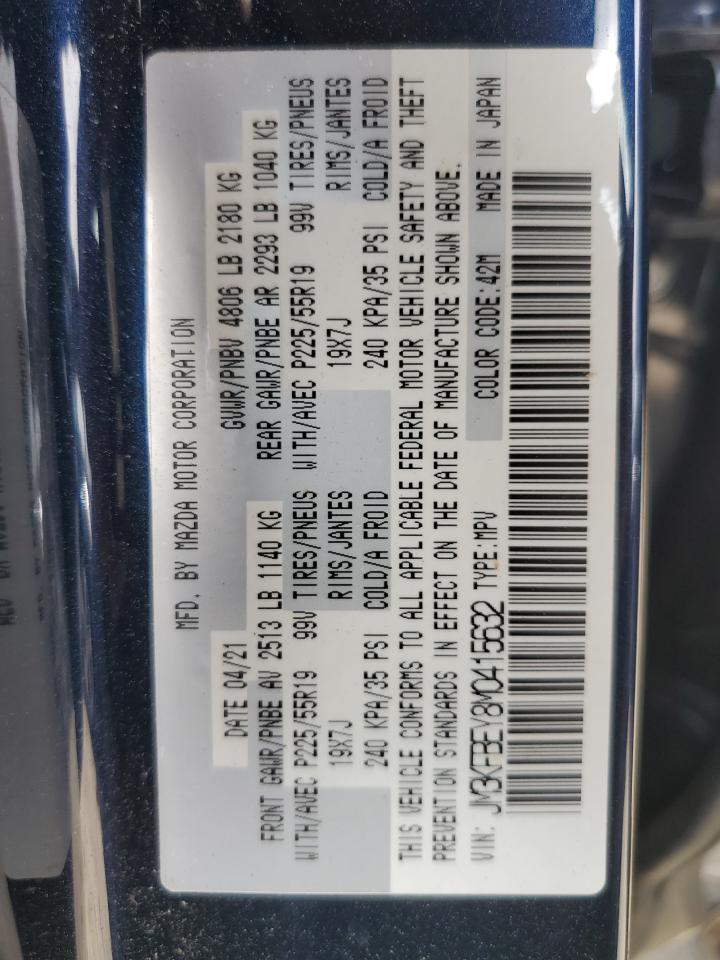 MFD. BY MAZDA MOTOR CORPORATION
DATE 04/21 GVWR/PNBV 4806 LB 2180 KG
FRONT GAWR/PNBE AV 2513 LB 1140 KG REAR GAWR/PNBE AR 2293 LB 1040 KG
WITH/AVEC P225/55R19 99V TIRES/PNEUS WITH/AVEC P225/55R19 99V TIRES/PNEUS
19X7J RIMS/JANTES 19X7J RIMS/JANTES
240 KPA/35 PSI COLD/A FROID 240 KPA/35 PSI COLD/A FROID
THIS VEHICLE CONFORMS TO ALL APPLICABLE FEDERAL MOTOR VEHICLE SAFETY AND THEFT
PREVENTION STANDARDS IN EFFECT ON THE DATE OF MANUFACTURE SHOWN ABOVE.
VIN: JM3KFBEY8M0415632 TYPE:MPV COLOR CODE:42M MADE IN JAPAN